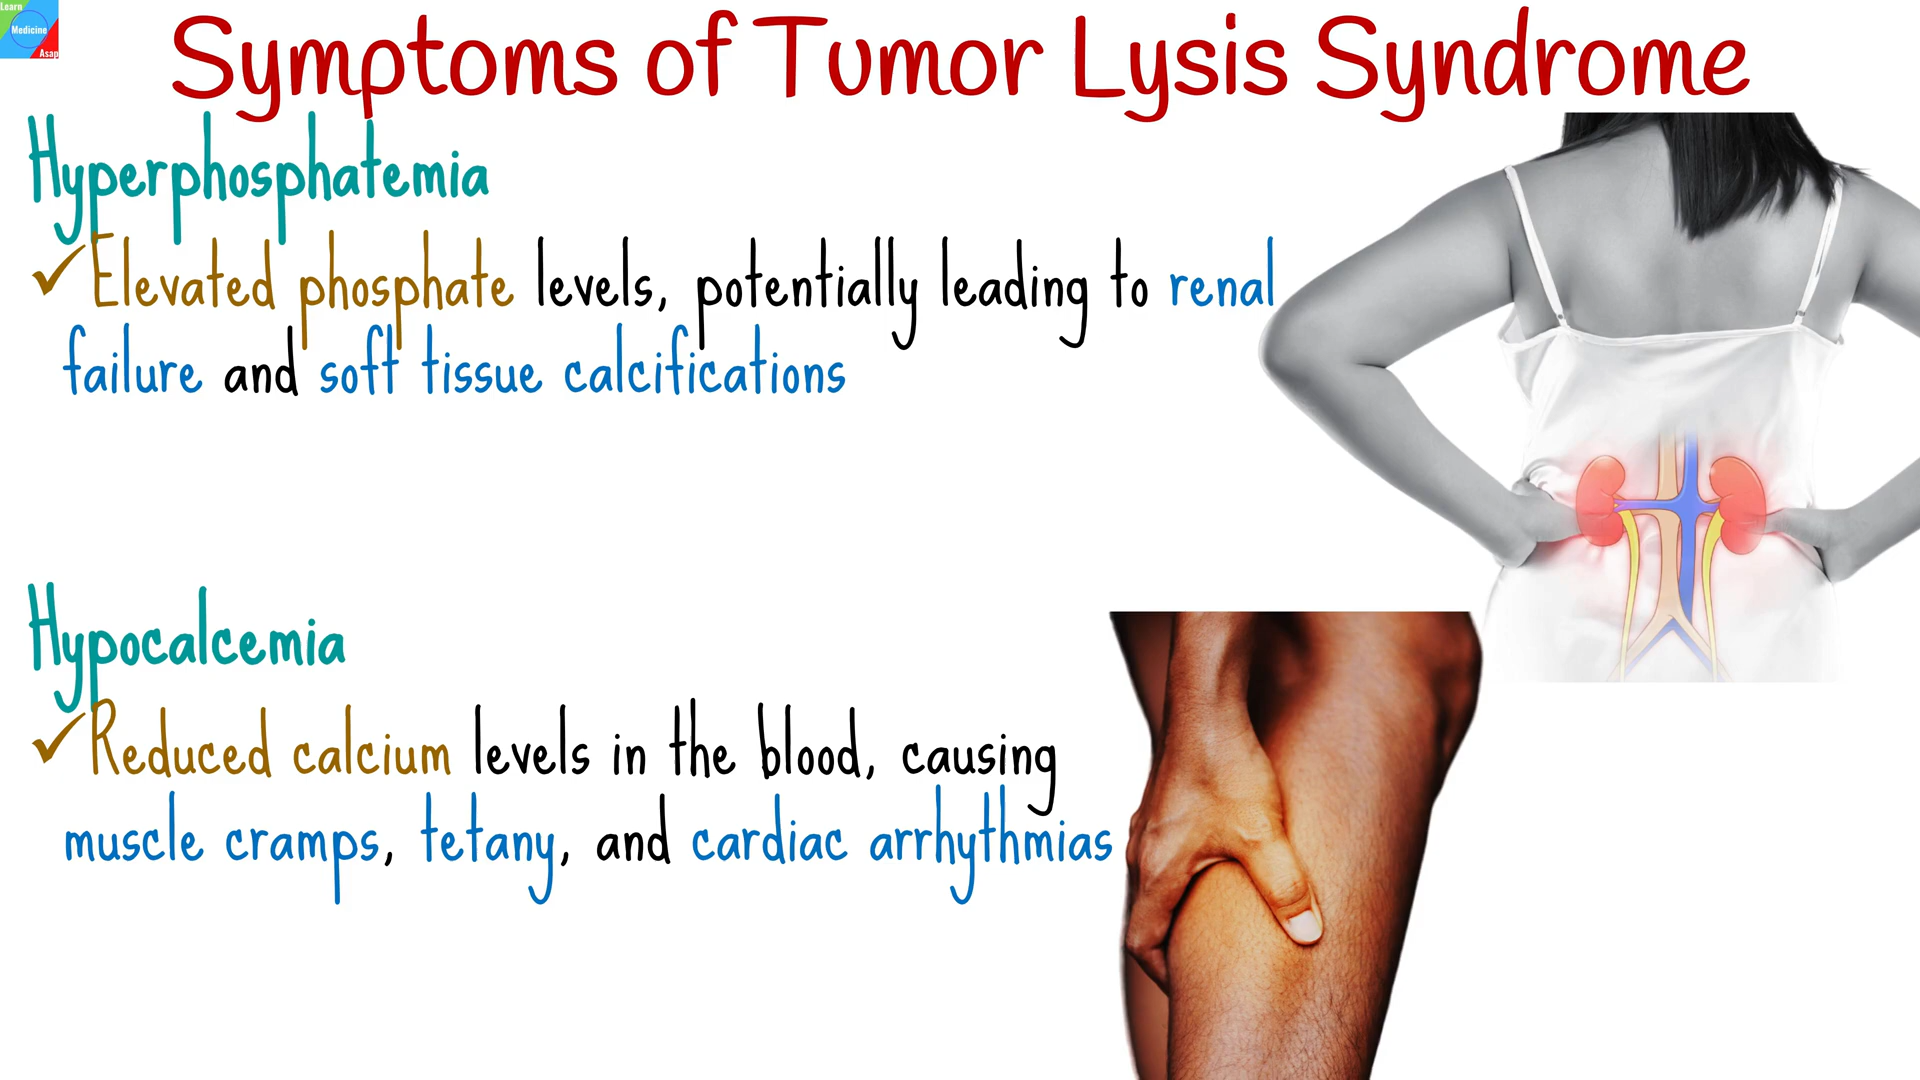 Learn
Medicine
Asap
Symptoms of Tumor Lysis Syndrome
Hyperphosphatemia
✓Elevated phosphate levels, potentially leading to renal
failure and soft tissue calcifications
Hypocalcemia
✓Reduced calcium levels in the blood, causing
muscle cramps, tetany, and cardiac arrhythmias